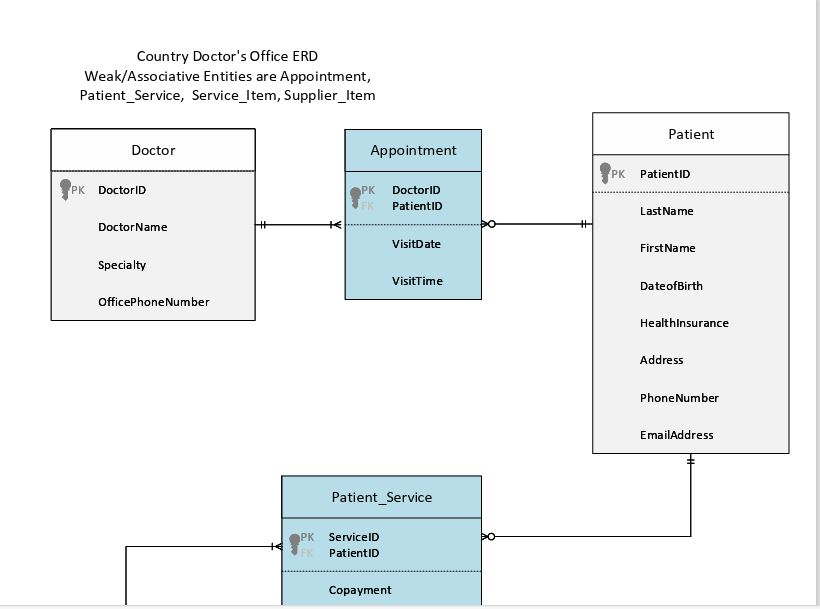 Country Doctor's Office ERD
Weak/Associative Entities are Appointment,
Patient_Service, Service_Item, Supplier_Item
Doctor
PK DoctorID
DoctorName
Specialty
OfficePhoneNumber
Appointment
PK DoctorID
FK PatientID
VisitDate
VisitTime
Patient
PK PatientID
LastName
FirstName
DateofBirth
HealthInsurance
Address
PhoneNumber
EmailAddress
Patient_Service
PK ServiceID
FK PatientID
Copayment